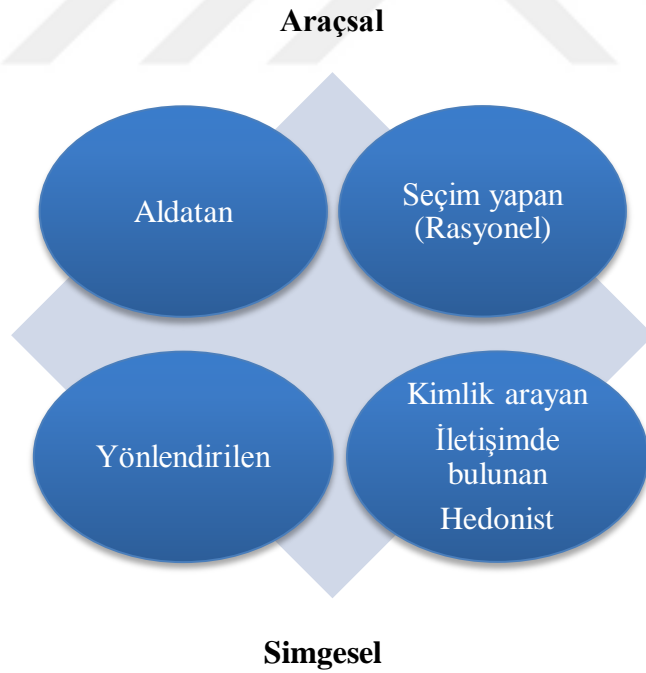 Araçsal
Aldatan
Seçim yapan
(Rasyonel)
Yönlendirilen
Kimlik arayan
İletişimde
bulunan
Hedonist
Simgesel